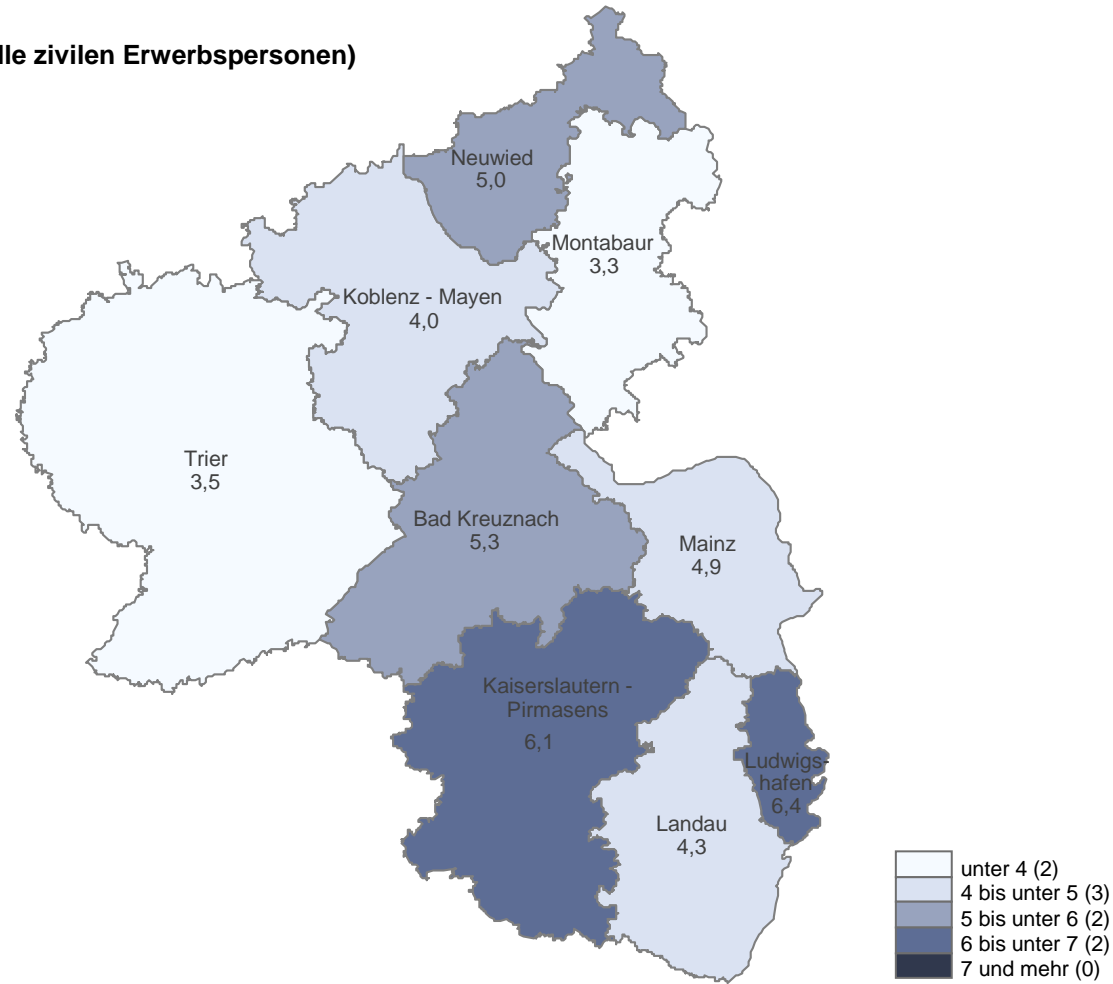 zivilen Erwerbspersonen)
Neuwied
5,0
Montabaur
3,3
Koblenz - Mayen
4,0
Trier
3,5
Bad Kreuznach
5,3
Mainz
4,9
Kaiserslautern -
Pirmasens
6,1
Ludwigs-
hafen
6,4
Landau
4,3
unter 4 (2)
4 bis unter 5 (3)
5 bis unter 6 (2)
6 bis unter 7 (2)
7 und mehr (0)